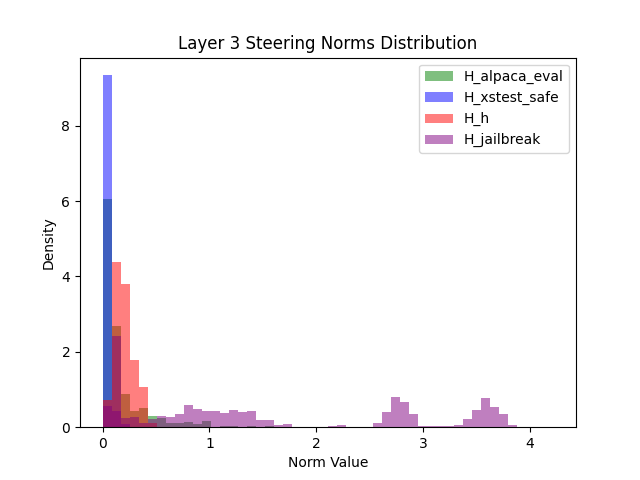 Layer 3 Steering Norms Distribution
H_alpaca_eval
H_xstest_safe
H_h
H_jailbreak
Density
8
6
4
2
0
0 1 2 3 4
Norm Value